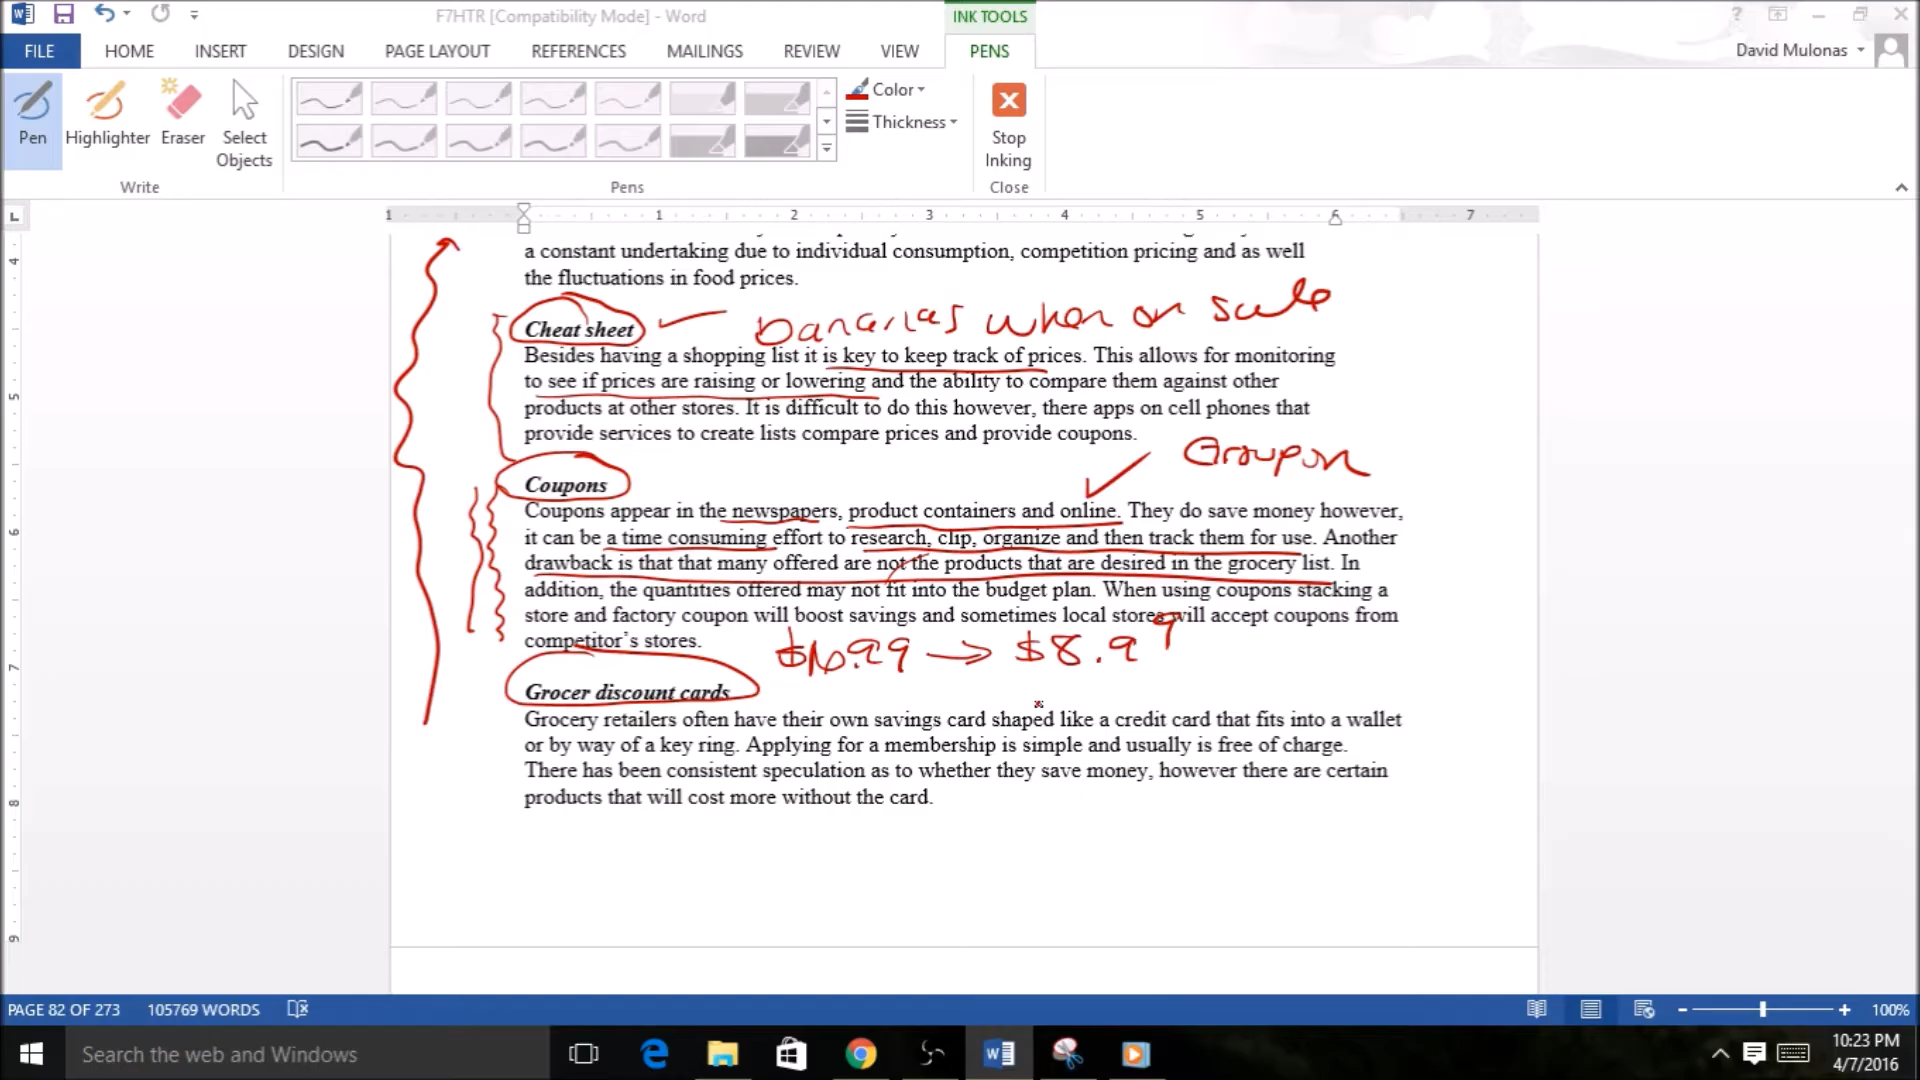 F7HTR [Compatibility Mode] - Word
INK TOOLS
?
FILE
HOME
INSERT
DESIGN
PAGE LAYOUT
REFERENCES
MAILINGS
REVIEW
VIEW
PENS
David Mulonas
Pen
Highlighter
Eraser
Select
Objects
Color
Thickness
Stop
Inking
Write
Pens
Close
L
1 1 2 3 4 5 6 7
4
5
6
7
8
9
a constant undertaking due to individual consumption, competition pricing and as well
the fluctuations in food prices.
bananas when on sale
Cheat sheet
Besides having a shopping list it is key to keep track of prices. This allows for monitoring
to see if prices are raising or lowering and the ability to compare them against other
products at other stores. It is difficult to do this however, there apps on cell phones that
provide services to create lists compare prices and provide coupons.
Groupon
Coupons
Coupons appear in the newspapers, product containers and online. They do save money however,
it can be a time consuming effort to research, clip, organize and then track them for use. Another
drawback is that that many offered are not the products that are desired in the grocery list. In
addition, the quantities offered may not fit into the budget plan. When using coupons stacking a
store and factory coupon will boost savings and sometimes local stores will accept coupons from
competitor's stores.
$8.99
Grocer discount cards
Grocery retailers often have their own savings card shaped like a credit card that fits into a wallet
or by way of a key ring. Applying for a membership is simple and usually is free of charge.
There has been consistent speculation as to whether they save money, however there are certain
products that will cost more without the card.
PAGE 82 OF 273
105769 WORDS
100%
Search the web and Windows
10:23 PM
4/7/2016